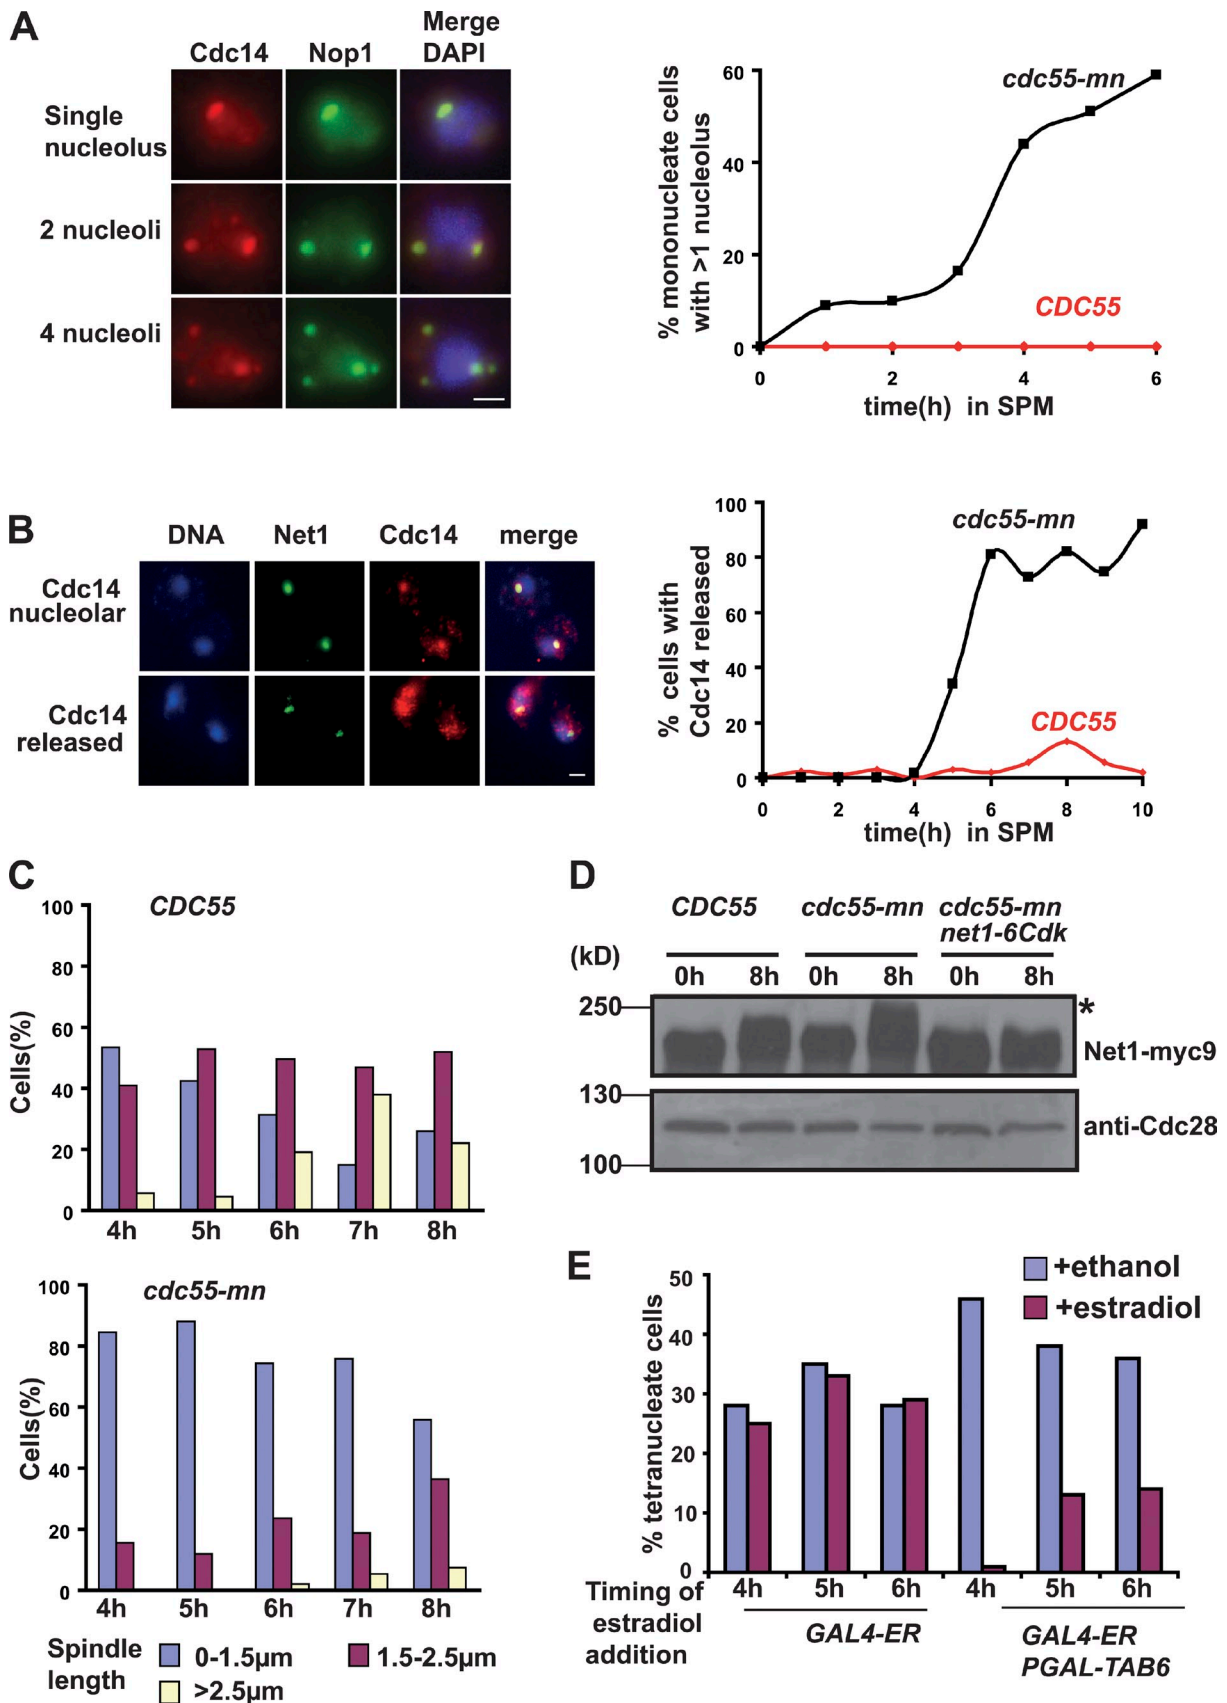 A
Cdc14
Nop1
Merge
DAPI
Single
nucleolus
2 nucleoli
4 nucleoli
% mononucleate cells
with >1 nucleolus
60
40
20
0
cdc55-mn
CDC55
0
2
4
6
time(h) in SPM
B
DNA
Net1
Cdc14
merge
Cdc14
nucleolar
Cdc14
released
% cells with
Cdc14 released
100
80
60
40
20
0
cdc55-mn
CDC55
0
2
4
6
8
10
time(h) in SPM
C
CDC55
Cells(%)
100
80
60
40
20
0
4h
5h
6h
7h
8h
cdc55-mn
Cells(%)
100
80
60
40
20
0
4h
5h
6h
7h
8h
Spindle
length
0-1.5µm
1.5-2.5µm
>2.5µm
D
CDC55
cdc55-mn
cdc55-mn
net1-6Cdk
(kD)
0h
8h
0h
8h
0h
8h
250
*
Net1-myc9
130
anti-Cdc28
100
E
+ethanol
+estradiol
% tetranucleate cells
50
40
30
20
10
0
4h
5h
6h
4h
5h
6h
Timing of
estradiol
addition
GAL4-ER
GAL4-ER
PGAL-TAB6